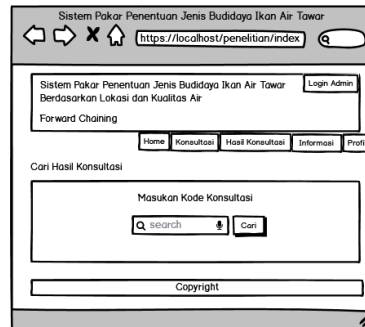 Sistem Pakar Penentuan Jenis Budidaya Ikan Air Tawar
https://localhost/penelitian/index
Sistem Pakar Penentuan Jenis Budidaya Ikan Air Tawar
Berdasarkan Lokasi dan Kualitas Air
Login Admin
Forward Chaining
Home Konsultasi Hasil Konsultasi Informasi Profil
Cari Hasil Konsultasi
Masukan Kode Konsultasi
search Cari
Copyright